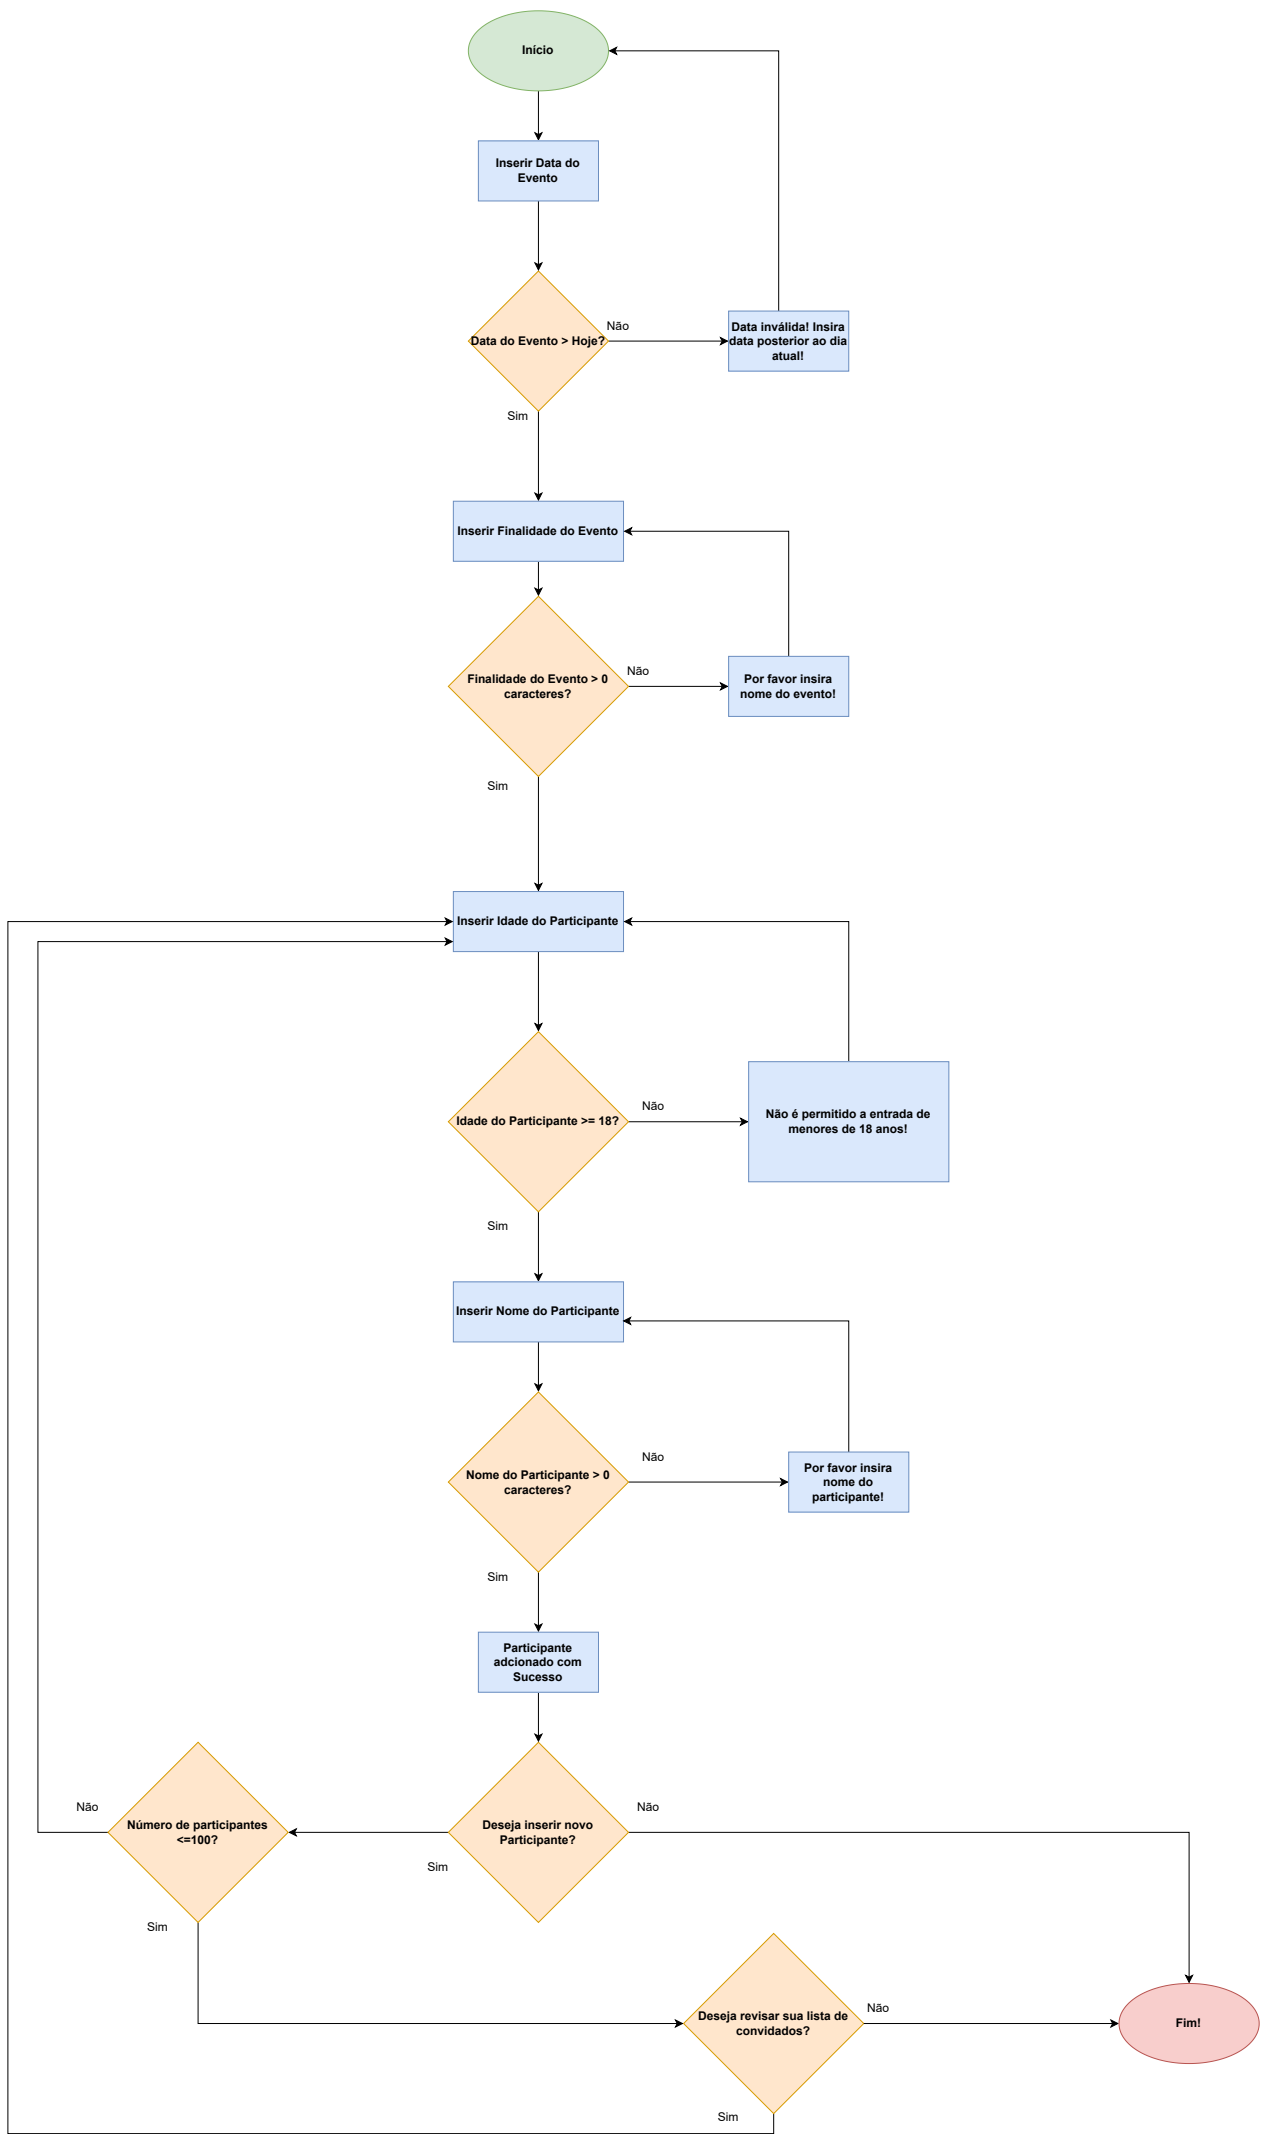 Início
Inserir Data do
Evento
Data do Evento > Hoje?
Não
Data inválida! Insira
data posterior ao dia
atual!
Sim
Inserir Finalidade do Evento
Finalidade do Evento > 0
caracteres?
Não
Por favor insira
nome do evento!
Sim
Inserir Idade do Participante
Idade do Participante >= 18?
Não
Não é permitido a entrada de
menores de 18 anos!
Sim
Inserir Nome do Participante
Nome do Participante > 0
caracteres?
Não
Por favor insira
nome do
participante!
Sim
Participante
adcionado com
Sucesso
Deseja inserir novo
Participante?
Não
Sim
Número de participantes
<=100?
Não
Sim
Deseja revisar sua lista de
convidados?
Não
Sim
Fim!